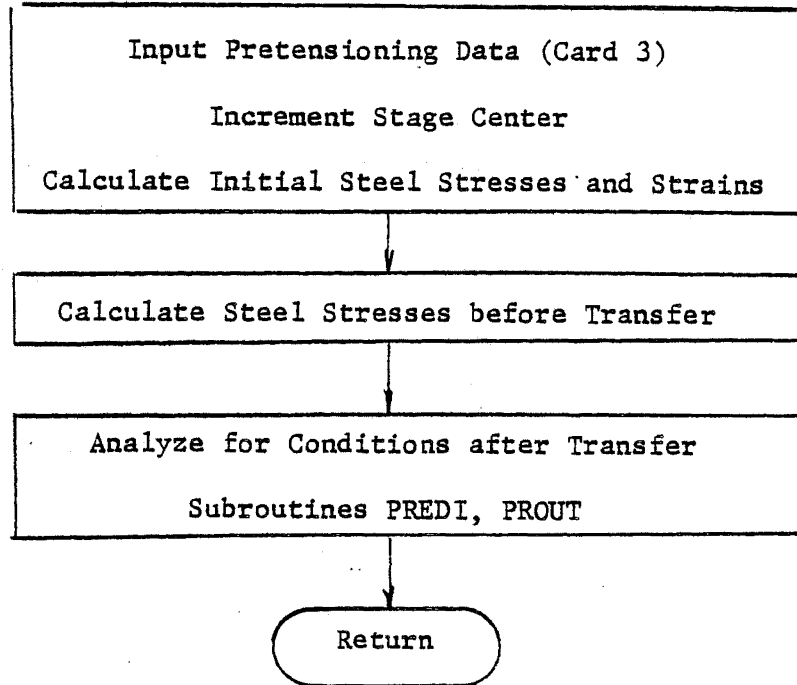 Input Pretensioning Data (Card 3)
Increment Stage Center
Calculate Initial Steel Stresses and Strains
Calculate Steel Stresses before Transfer
Analyze for Conditions after Transfer
Subroutines PREDI, PROUT
Return